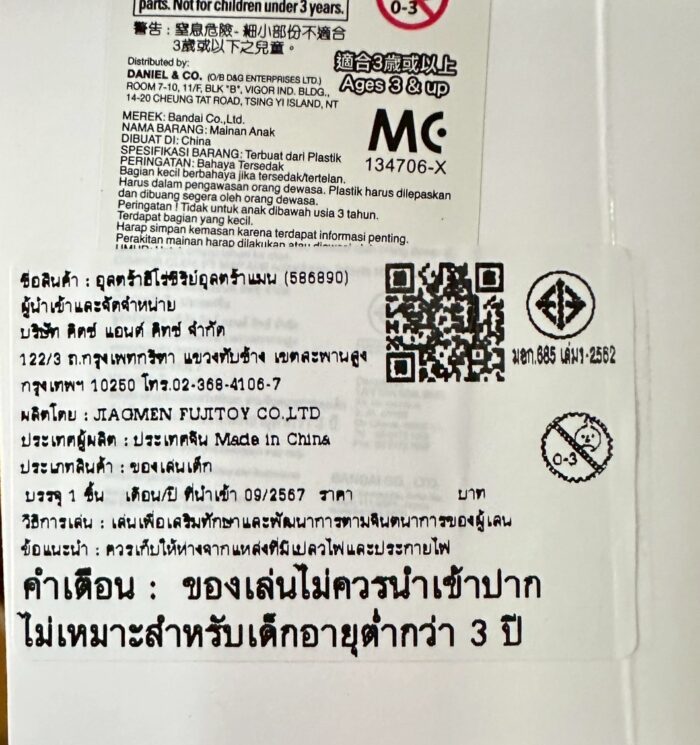 parts. Not for children under 3 years.
0-3
警告：窒息危險 - 細小部份不適合
3歲或以下之兒童。
適合3歲或以上
Ages 3 & up
Distributed by:
DANIEL & CO. (O/B D&G ENTERPRISES LTD.)
ROOM 7-10, 11/F, BLK "B", VIGOR IND. BLDG.,
14-20 CHEUNG TAT ROAD, TSING YI ISLAND, NT
MC
134706-X
MEREK: Bandai Co.,Ltd.
NAMA BARANG: Mainan Anak
DIBUAT DI: China
SPESIFIKASI BARANG: Terbuat dari Plastik
PERINGATAN: Bahaya Tersedak
Bagian kecil berbahaya jika tersedak/tertelan.
Harus dalam pengawasan orang dewasa. Plastik harus dilepaskan
dan dibuang segera oleh orang dewasa.
Peringatan ! Tidak untuk anak dibawah usia 3 tahun.
Terdapat bagian yang kecil.
Harap simpan kemasan karena terdapat informasi penting.
Perakitan mainan harap dilakukan
ชื่อสินค้า : อุลตร้าฮีโร่ซีรีย์อุลตร้าแมน (586890)
ผู้นำเข้าและจัดจำหน่าย
บริษัท คิดซ์ แอนด์ คิทซ์ จำกัด
122/3 ถ.กรุงเทพกรีฑา แขวงทับช้าง เขตสะพานสูง
กรุงเทพฯ 10250 โทร.02-368-4106-7
ผลิตโดย : JIAOMEN FUJITOY CO.,LTD
ประเทศผู้ผลิต : ประเทศจีน Made in China
ประเภทสินค้า : ของเล่นเด็ก
บรรจุ 1 ชิ้น เดือน/ปี ที่นำเข้า 09/2567 ราคา บาท
วิธีการเล่น : เล่นเพื่อเสริมทักษะและพัฒนาการตามจินตนาการของผู้เล่น
ข้อแนะนำ : ควรเก็บให้ห่างจากแหล่งที่มีเปลวไฟและประกายไฟ
คำเตือน : ของเล่นไม่ควรนำเข้าปาก
ไม่เหมาะสำหรับเด็กอายุต่ำกว่า 3 ปี
มอก.685 เล่ม1-2562
0-3